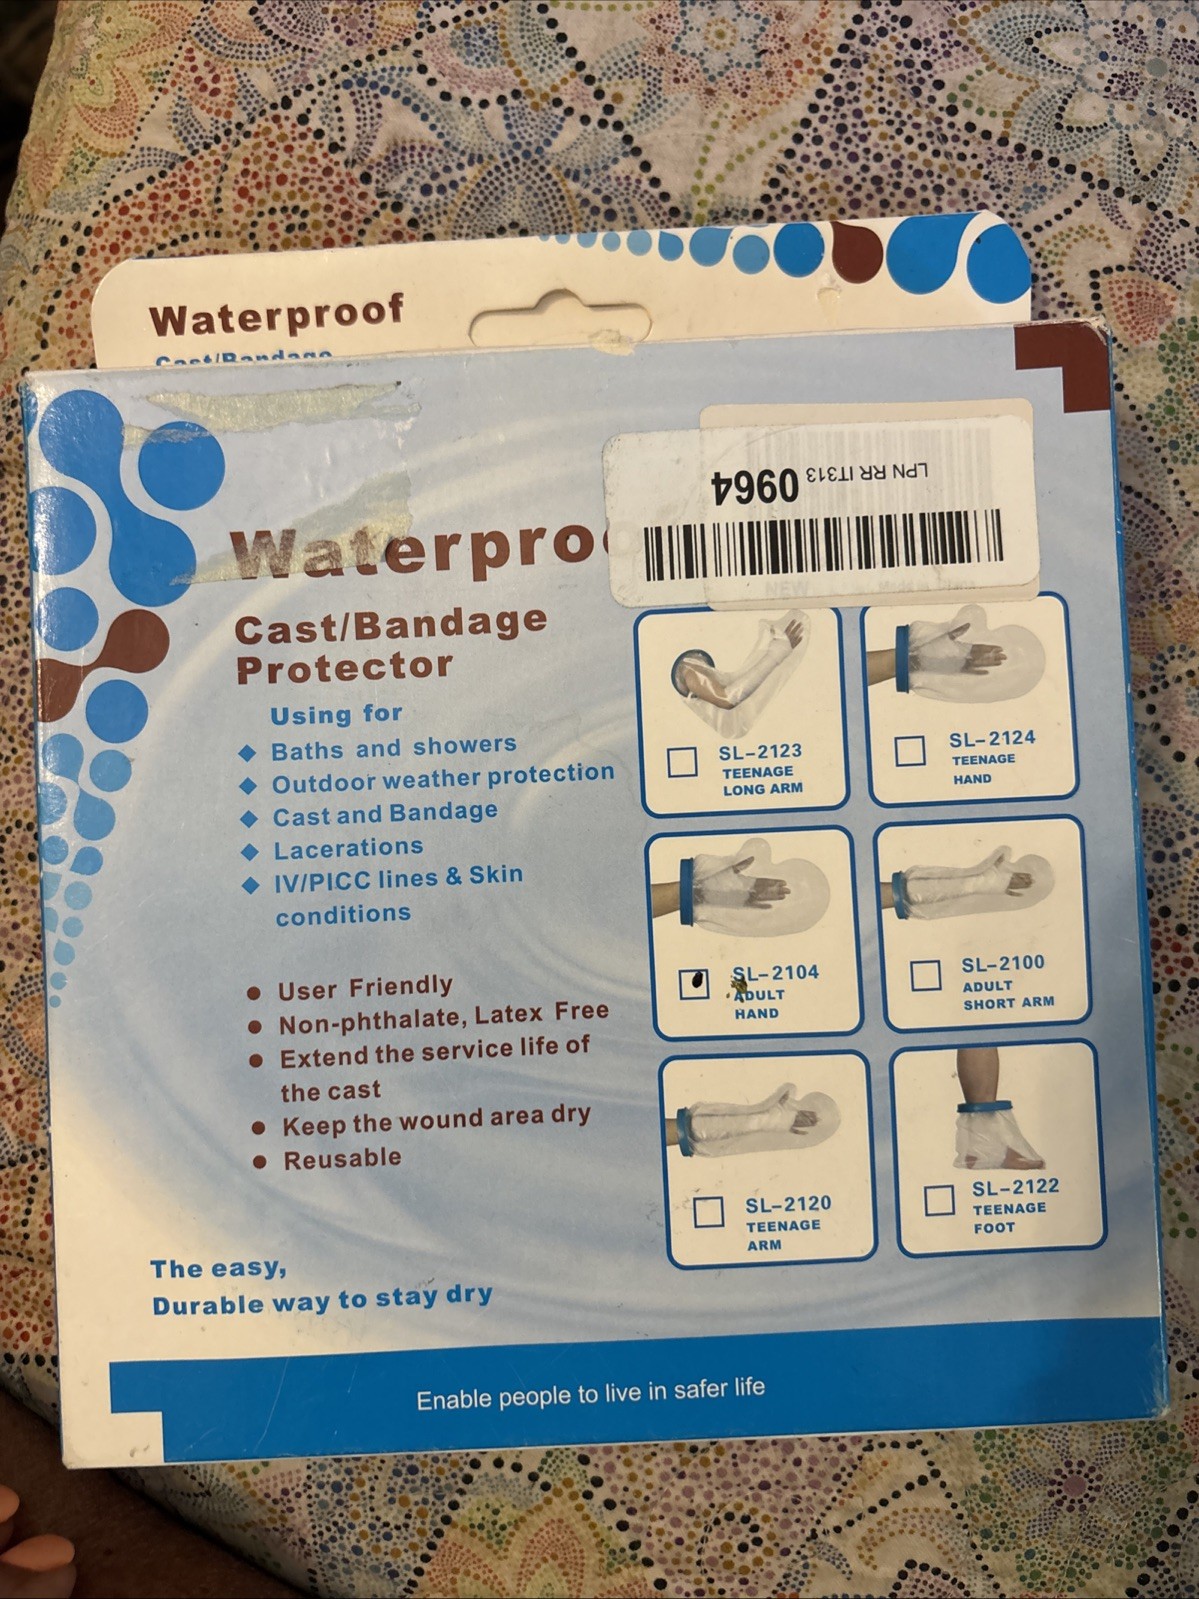 Waterproof
Cast/Bandage
0964 LPN RR IT313
Waterproo
Cast/Bandage
Protector
Using for
◆ Baths and showers
◆ Outdoor weather protection
◆ Cast and Bandage
◆ Lacerations
◆ IV/PICC lines & Skin
conditions
● User Friendly
● Non-phthalate, Latex Free
● Extend the service life of
the cast
● Keep the wound area dry
● Reusable
The easy,
Durable way to stay dry
SL-2123
TEENAGE
LONG ARM
SL-2124
TEENAGE
HAND
SL-2104
ADULT
HAND
SL-2100
ADULT
SHORT ARM
SL-2120
TEENAGE
ARM
SL-2122
TEENAGE
FOOT
Enable people to live in safer life